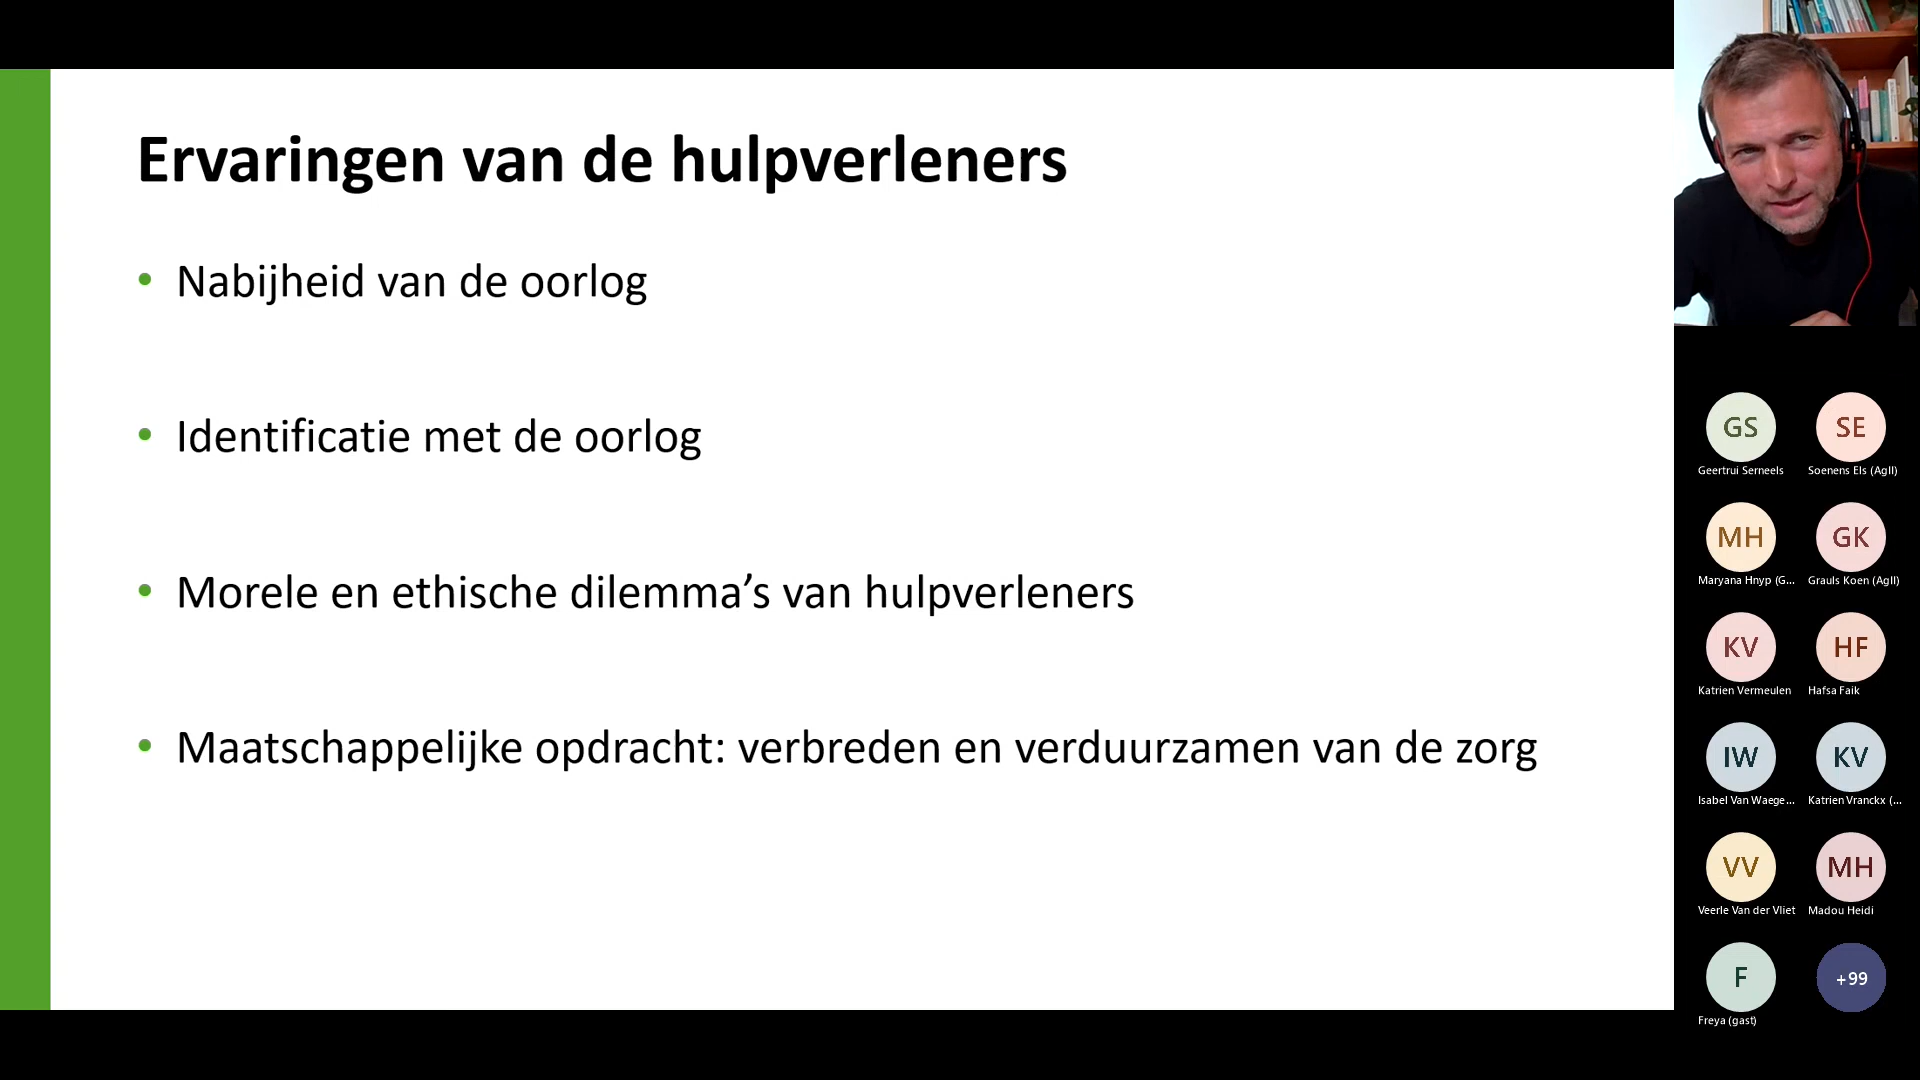 Ervaringen van de hulpverleners
• Nabijheid van de oorlog
• Identificatie met de oorlog
• Morele en ethische dilemma’s van hulpverleners
• Maatschappelijke opdracht: verbreden en verduurzamen van de zorg
GS
Geertrui Serneels
SE
Soenens Els (AgII)
MH
Maryana Hnyp (G...
GK
Grauls Koen (AgII)
KV
Katrien Vermeulen
HF
Hafsa Faik
IW
Isabel Van Waege...
KV
Katrien Vranckx (...
VV
Veerle Van der Vliet
MH
Madou Heidi
F
Freya (gast)
+99